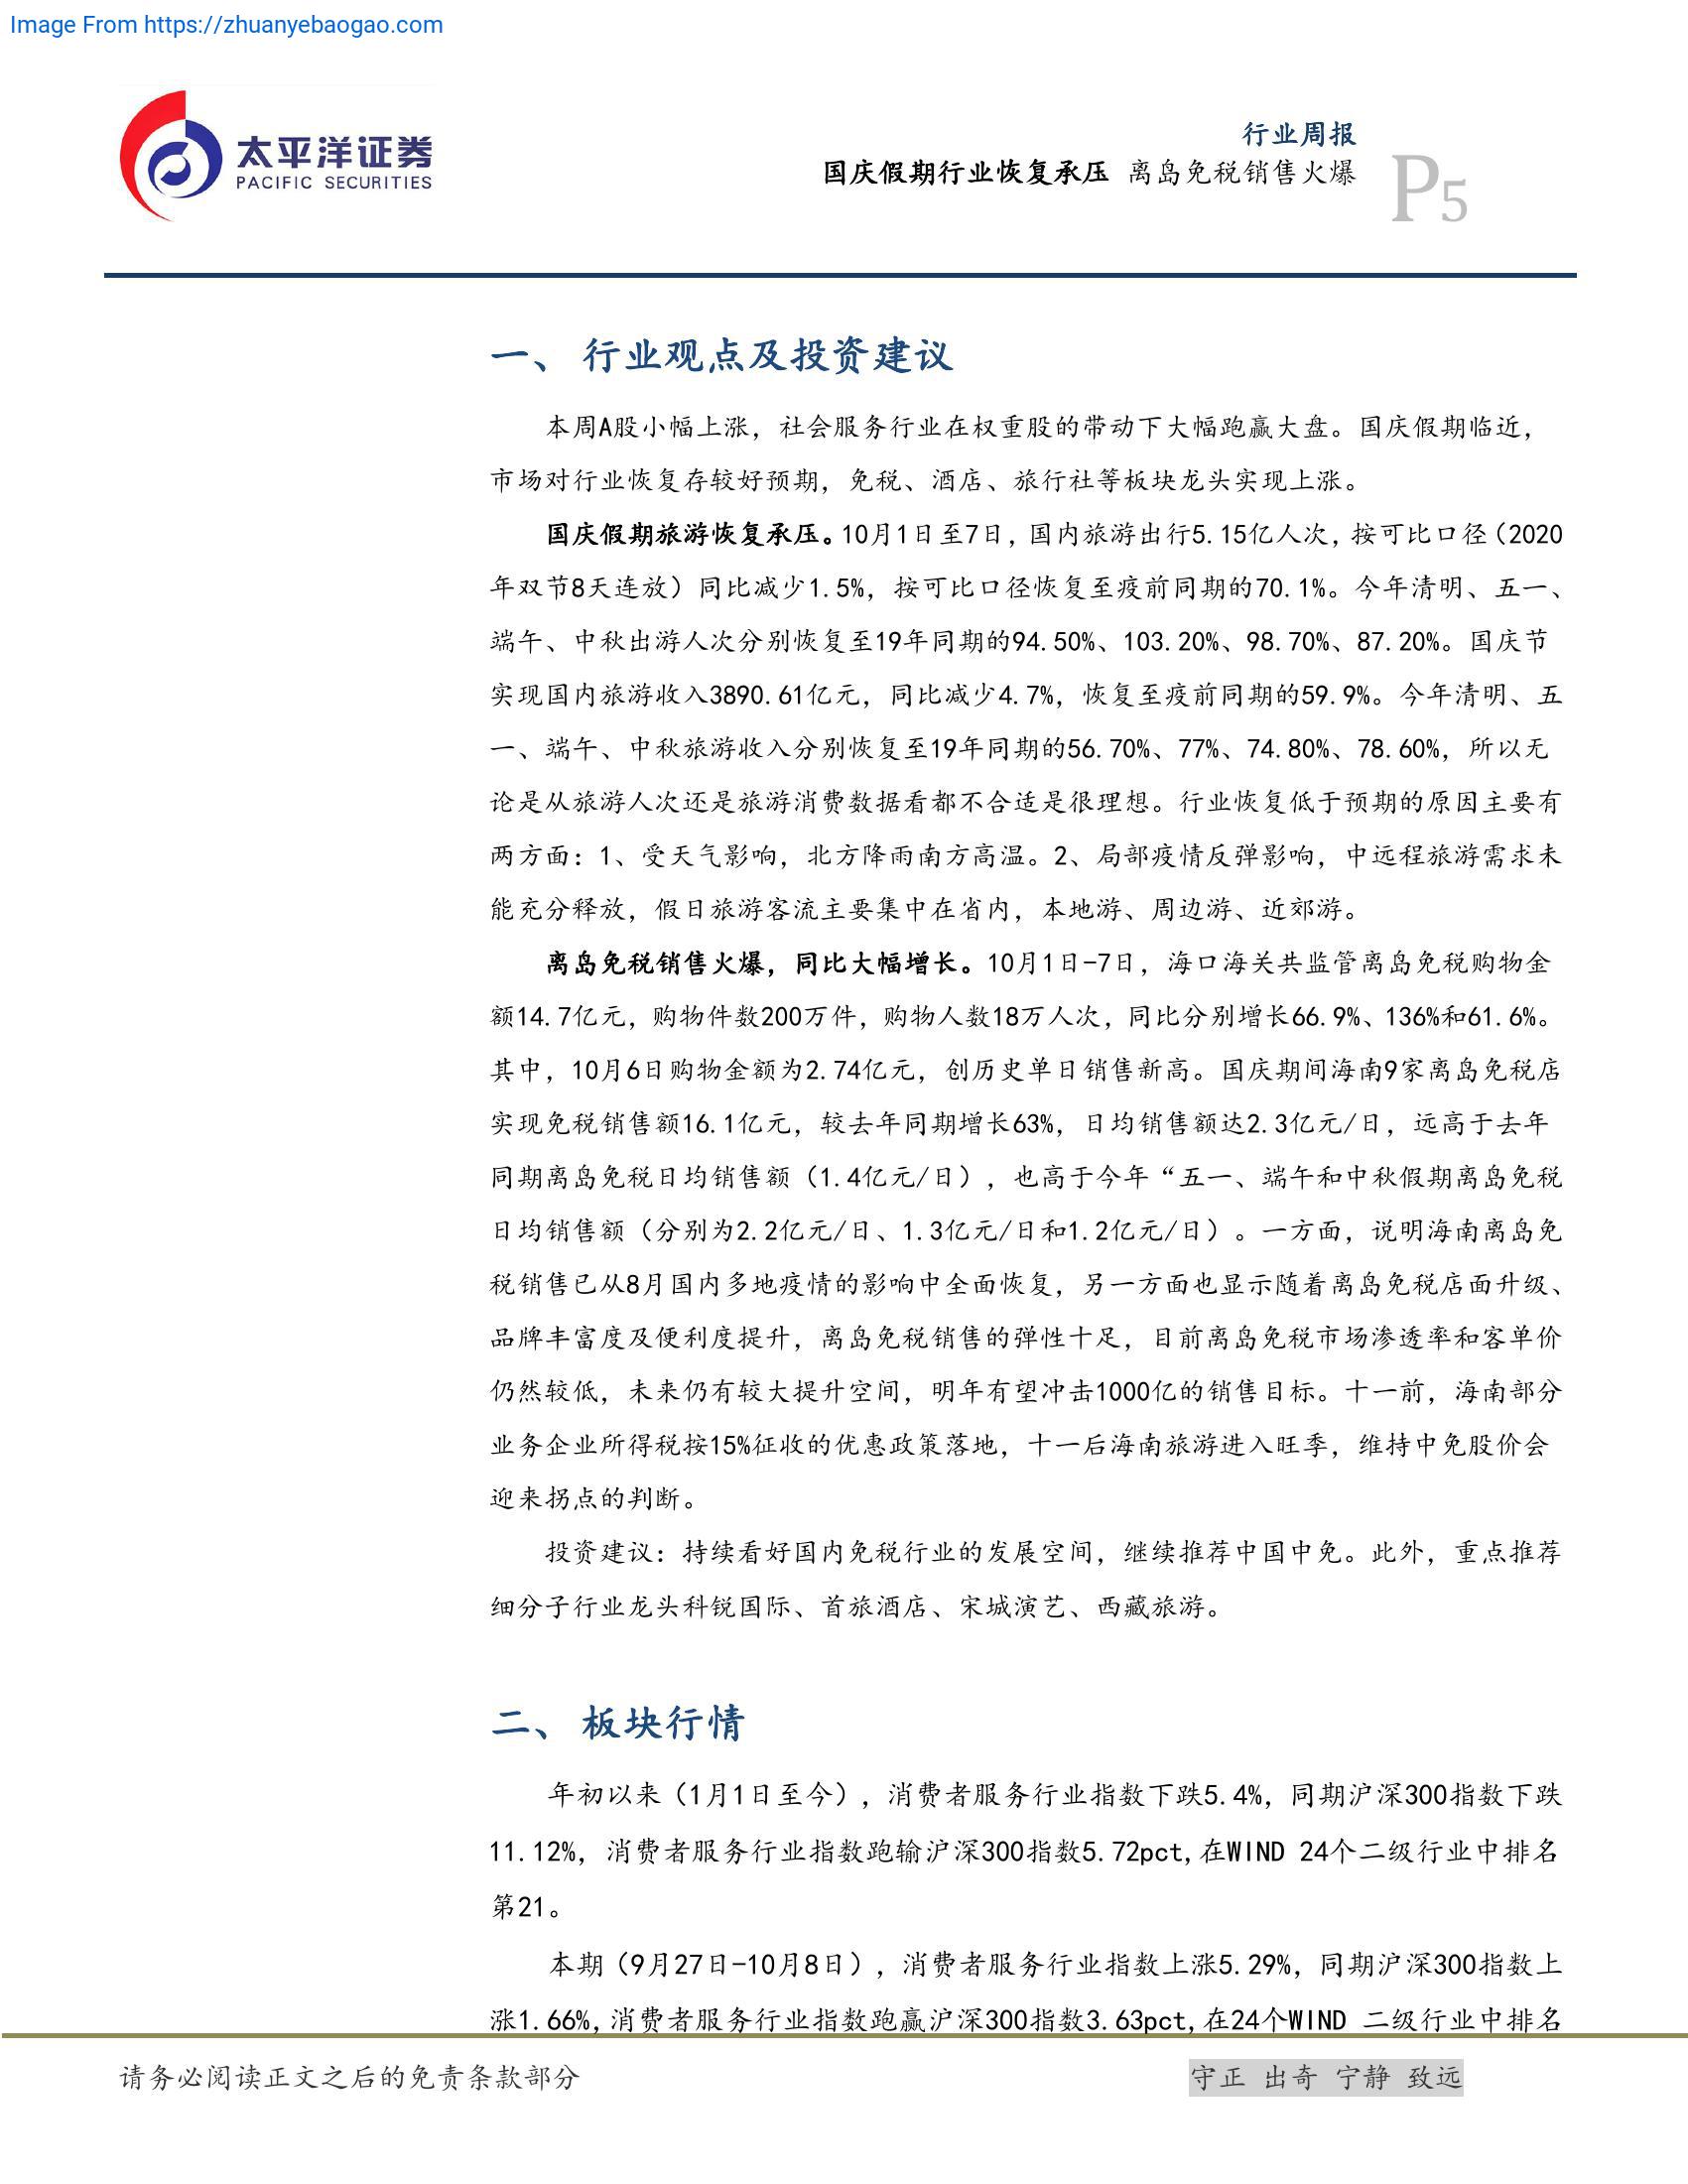 Image From https://zhuanyebaogao.com
太平洋证券
PACIFIC SECURITIES
行业周报
国庆假期行业恢复承压 离岛免税销售火爆
P5
一、 行业观点及投资建议
本周A股小幅上涨，社会服务行业在权重股的带动下大幅跑赢大盘。国庆假期临近，
市场对行业恢复存较好预期，免税、酒店、旅行社等板块龙头实现上涨。
国庆假期旅游恢复承压。10月1日至7日，国内旅游出行5.15亿人次，按可比口径（2020
年双节8天连放）同比减少1.5%，按可比口径恢复至疫前同期的70.1%。今年清明、五一、
端午、中秋出游人次分别恢复至19年同期的94.50%、103.20%、98.70%、87.20%。国庆节
实现国内旅游收入3890.61亿元，同比减少4.7%，恢复至疫前同期的59.9%。今年清明、五
一、端午、中秋旅游收入分别恢复至19年同期的56.70%、77%、74.80%、78.60%，所以无
论是从旅游人次还是旅游消费数据看都不合适是很理想。行业恢复低于预期的原因主要有
两方面：1、受天气影响，北方降雨南方高温。2、局部疫情反弹影响，中远程旅游需求未
能充分释放，假日旅游客流主要集中在省内，本地游、周边游、近郊游。
离岛免税销售火爆，同比大幅增长。10月1日-7日，海口海关共监管离岛免税购物金
额14.7亿元，购物件数200万件，购物人数18万人次，同比分别增长66.9%、136%和61.6%。
其中，10月6日购物金额为2.74亿元，创历史单日销售新高。国庆期间海南9家离岛免税店
实现免税销售额16.1亿元，较去年同期增长63%，日均销售额达2.3亿元/日，远高于去年
同期离岛免税日均销售额（1.4亿元/日），也高于今年“五一、端午和中秋假期离岛免税
日均销售额（分别为2.2亿元/日、1.3亿元/日和1.2亿元/日）。一方面，说明海南离岛免
税销售已从8月国内多地疫情的影响中全面恢复，另一方面也显示随着离岛免税店面升级、
品牌丰富度及便利度提升，离岛免税销售的弹性十足，目前离岛免税市场渗透率和客单价
仍然较低，未来仍有较大提升空间，明年有望冲击1000亿的销售目标。十一前，海南部分
业务企业所得税按15%征收的优惠政策落地，十一后海南旅游进入旺季，维持中免股价会
迎来拐点的判断。
投资建议：持续看好国内免税行业的发展空间，继续推荐中国中免。此外，重点推荐
细分子行业龙头科锐国际、首旅酒店、宋城演艺、西藏旅游。
二、 板块行情
年初以来（1月1日至今），消费者服务行业指数下跌5.4%，同期沪深300指数下跌
11.12%，消费者服务行业指数跑输沪深300指数5.72pct,在WIND 24个二级行业中排名
第21。
本期（9月27日-10月8日），消费者服务行业指数上涨5.29%，同期沪深300指数上
涨1.66%,消费者服务行业指数跑赢沪深300指数3.63pct,在24个WIND 二级行业中排名
请务必阅读正文之后的免责条款部分
守正 出奇 宁静 致远